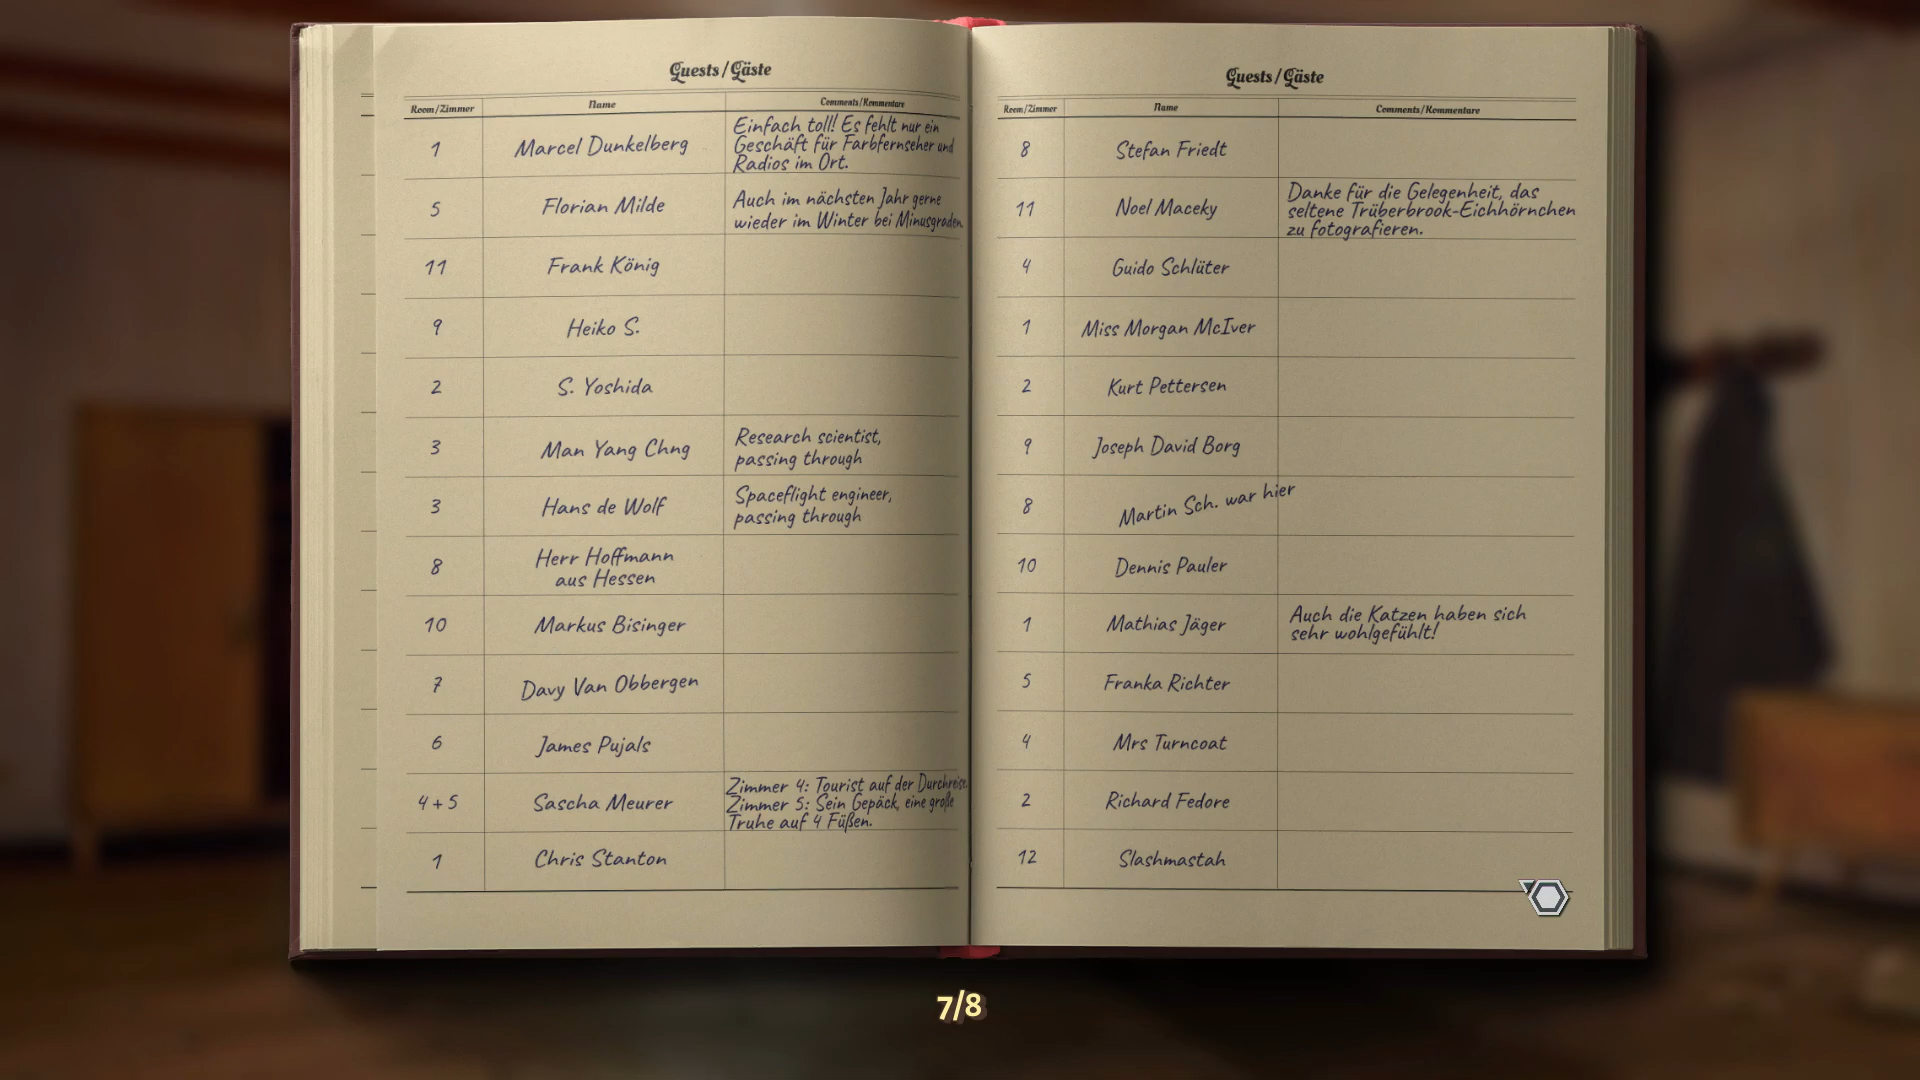 Guests/Gäste
Room/Zimmer Name Comments/Kommentare
1 Marcel Dunkelberg Einfach toll! Es fehlt nur ein
Geschäft für Farbfernseher und
Radios im Ort.
5 Florian Milde Auch im nächsten Jahr gerne
wieder im Winter bei Minusgraden.
11 Frank König
9 Heiko S.
2 S. Yoshida
3 Man Yang Chng Research scientist,
passing through
3 Hans de Wolf Spaceflight engineer,
passing through
8 Herr Hoffmann
aus Hessen
10 Markus Bisinger
7 Davy Van Obbergen
6 James Pujals
4 + 5 Sascha Meurer Zimmer 4: Tourist auf der Durchreise.
Zimmer 5: Sein Gepäck, eine große
Truhe auf 4 Füßen.
1 Chris Stanton
Guests/Gäste
Room/Zimmer Name Comments/Kommentare
8 Stefan Friedt
11 Noel Maceky Danke für die Gelegenheit, das
seltene Trüberbrook-Eichhörnchen
zu fotografieren.
4 Guido Schlüter
1 Miss Morgan McIver
2 Kurt Pettersen
9 Joseph David Borg
8 Martin Sch. war hier
10 Dennis Pauler
1 Mathias Jäger Auch die Katzen haben sich
sehr wohlgefühlt!
5 Franka Richter
4 Mrs Turncoat
2 Richard Fedore
12 Slashmastah
7/8